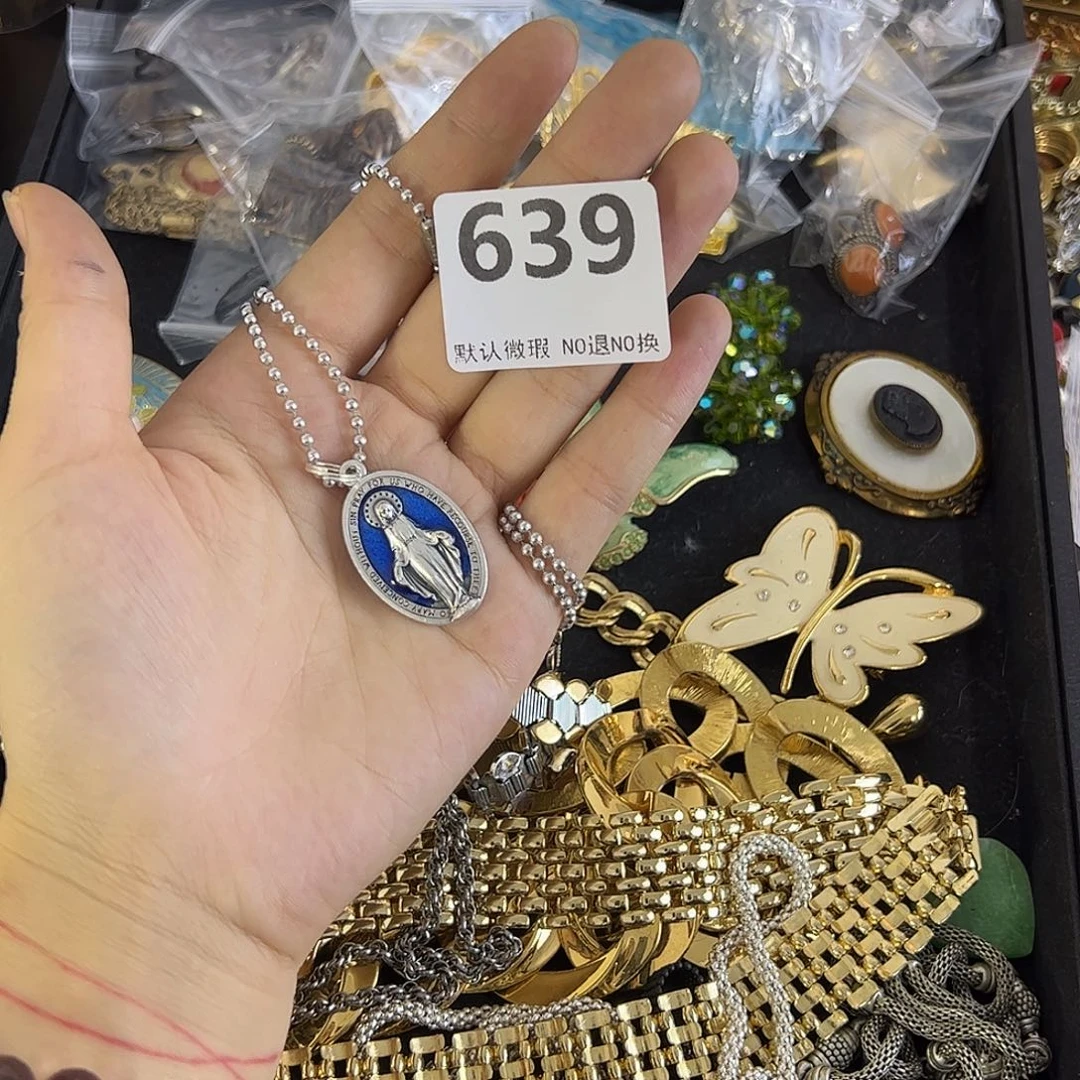 639
默认微瑕 NO退NO换
O MARY CONCEIVED WITHOUT SIN PRAY FOR US WHO HAVE RECOURSE TO THEE